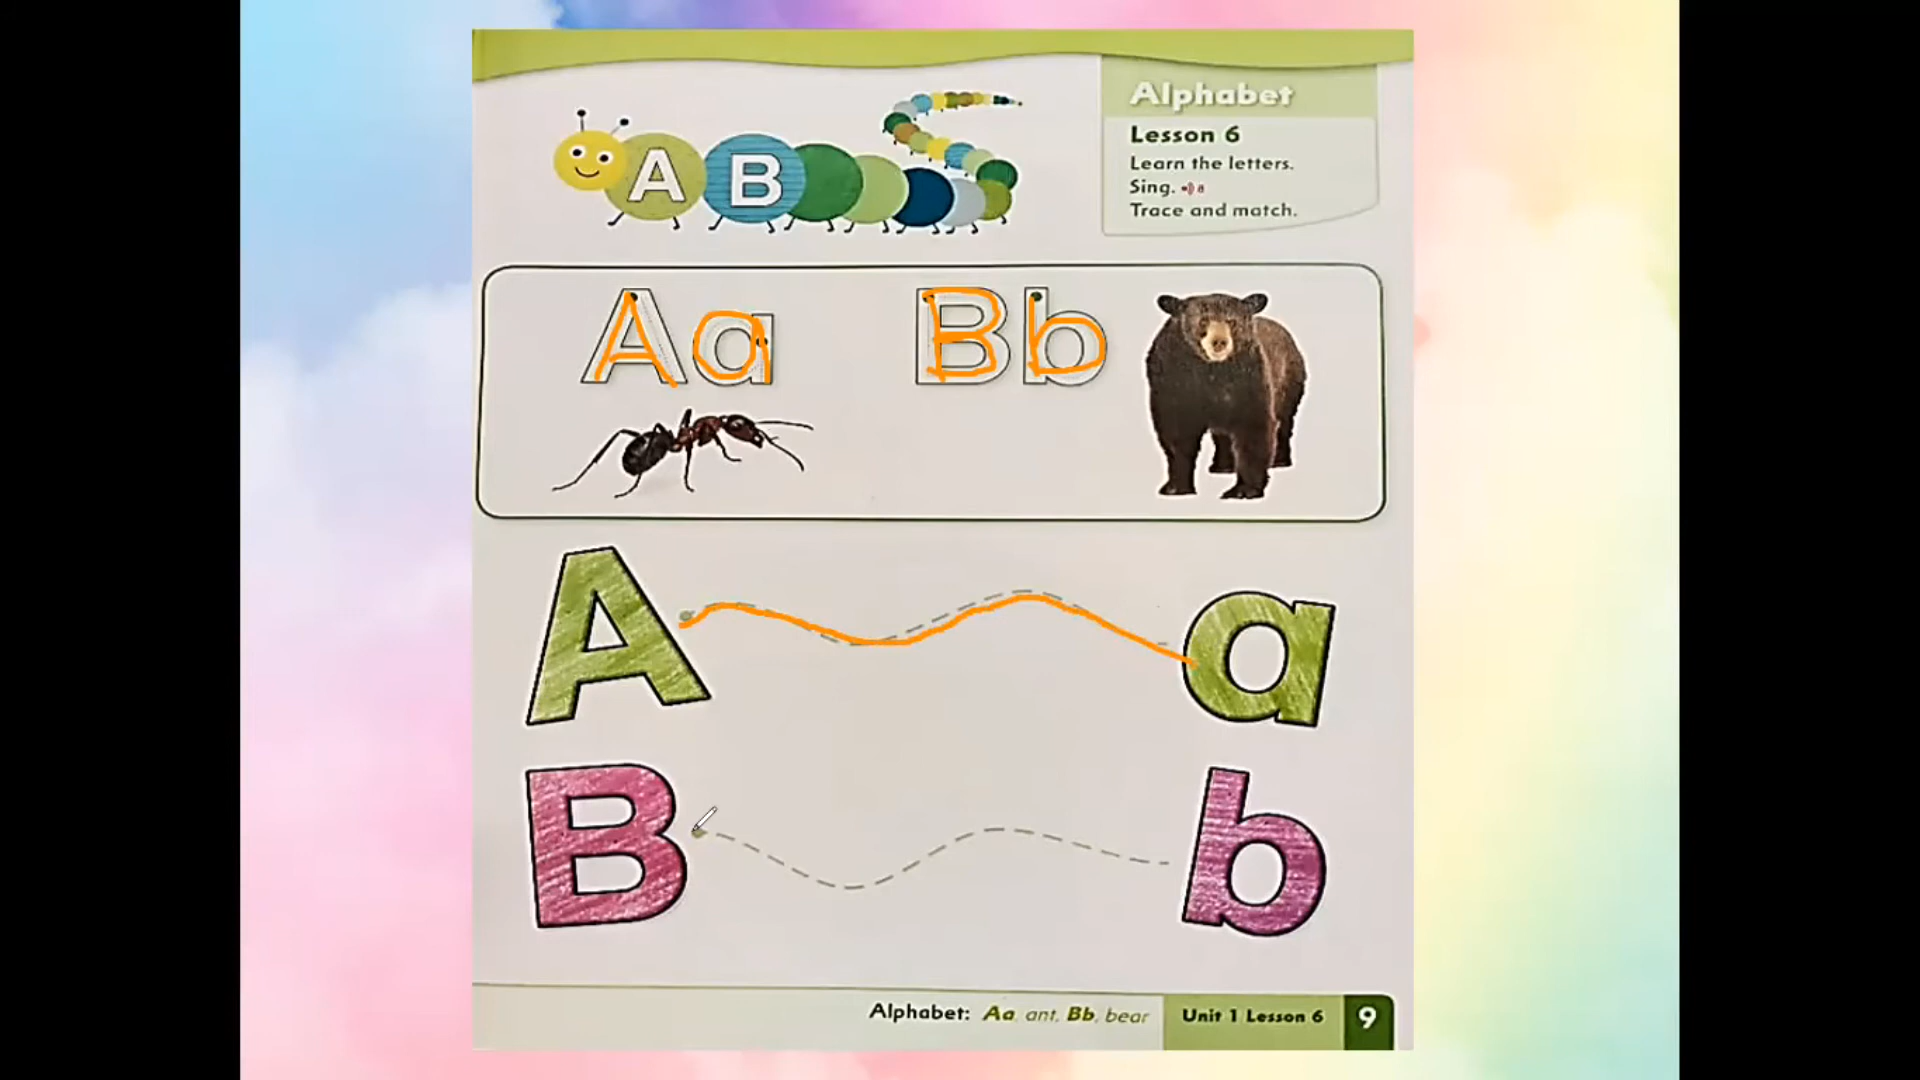 A B
Alphabet
Lesson 6
Learn the letters.
Sing. 8
Trace and match.
Aa Bb
A a
B b
Alphabet: Aa, ant, Bb, bear
Unit 1 Lesson 6 9